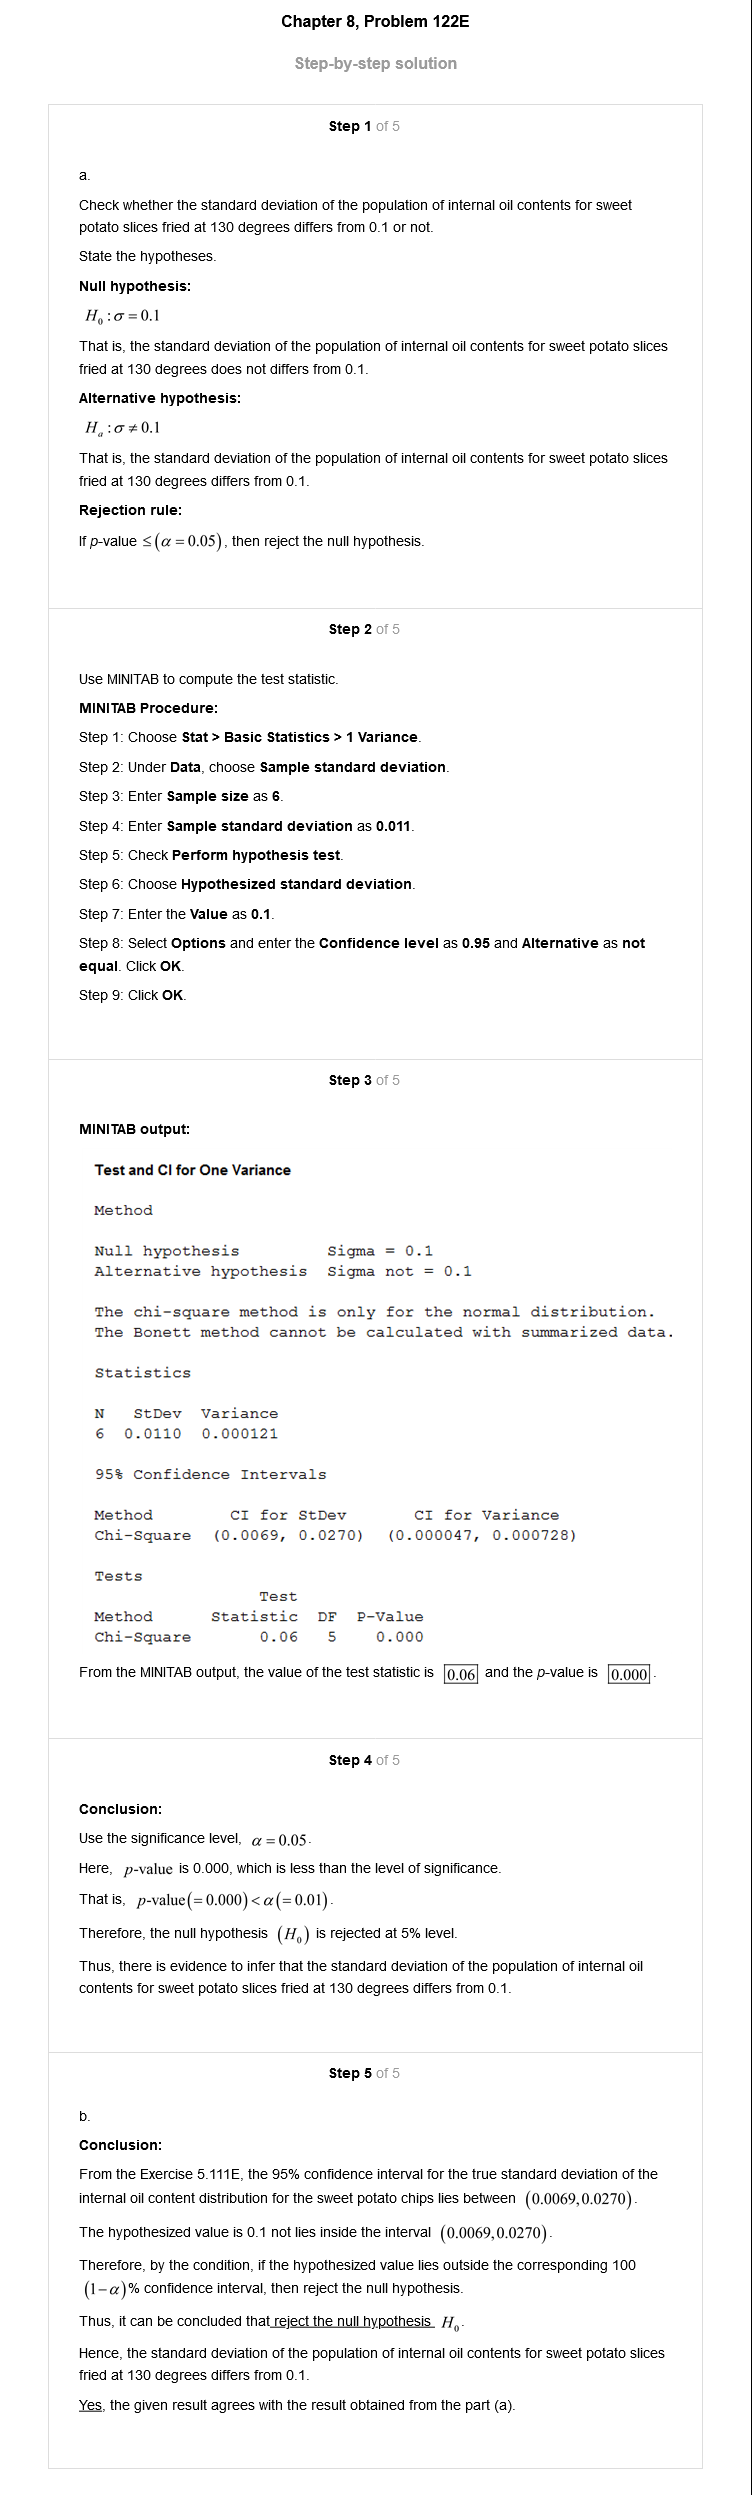 Chapter 8, Problem 122E
Step-by-step solution
Step 1 of 5
a.
Check whether the standard deviation of the population of internal oil contents for sweet
potato slices fried at 130 degrees differs from 0.1 or not.
State the hypotheses.
Null hypothesis:
H₀ : σ = 0.1
That is, the standard deviation of the population of internal oil contents for sweet potato slices
fried at 130 degrees does not differs from 0.1.
Alternative hypothesis:
Hₐ : σ ≠ 0.1
That is, the standard deviation of the population of internal oil contents for sweet potato slices
fried at 130 degrees differs from 0.1.
Rejection rule:
If p-value ≤ (α = 0.05), then reject the null hypothesis.
Step 2 of 5
Use MINITAB to compute the test statistic.
MINITAB Procedure:
Step 1: Choose Stat > Basic Statistics > 1 Variance.
Step 2: Under Data, choose Sample standard deviation.
Step 3: Enter Sample size as 6.
Step 4: Enter Sample standard deviation as 0.011.
Step 5: Check Perform hypothesis test.
Step 6: Choose Hypothesized standard deviation.
Step 7: Enter the Value as 0.1.
Step 8: Select Options and enter the Confidence level as 0.95 and Alternative as not
equal. Click OK.
Step 9: Click OK.
Step 3 of 5
MINITAB output:
Test and CI for One Variance
Method
Null hypothesis Sigma = 0.1
Alternative hypothesis Sigma not = 0.1
The chi-square method is only for the normal distribution.
The Bonett method cannot be calculated with summarized data.
Statistics
N StDev Variance
6 0.0110 0.000121
95% Confidence Intervals
Method CI for StDev CI for Variance
Chi-Square (0.0069, 0.0270) (0.000047, 0.000728)
Tests
Test
Method Statistic DF P-Value
Chi-Square 0.06 5 0.000
From the MINITAB output, the value of the test statistic is 0.06 and the p-value is 0.000.
Step 4 of 5
Conclusion:
Use the significance level, α = 0.05.
Here, p-value is 0.000, which is less than the level of significance.
That is, p-value (= 0.000) < α (= 0.01).
Therefore, the null hypothesis (H₀) is rejected at 5% level.
Thus, there is evidence to infer that the standard deviation of the population of internal oil
contents for sweet potato slices fried at 130 degrees differs from 0.1.
Step 5 of 5
b.
Conclusion:
From the Exercise 5.111E, the 95% confidence interval for the true standard deviation of the
internal oil content distribution for the sweet potato chips lies between (0.0069, 0.0270).
The hypothesized value is 0.1 not lies inside the interval (0.0069, 0.0270).
Therefore, by the condition, if the hypothesized value lies outside the corresponding 100
(1−α)% confidence interval, then reject the null hypothesis.
Thus, it can be concluded that reject the null hypothesis H₀.
Hence, the standard deviation of the population of internal oil contents for sweet potato slices
fried at 130 degrees differs from 0.1.
Yes, the given result agrees with the result obtained from the part (a).